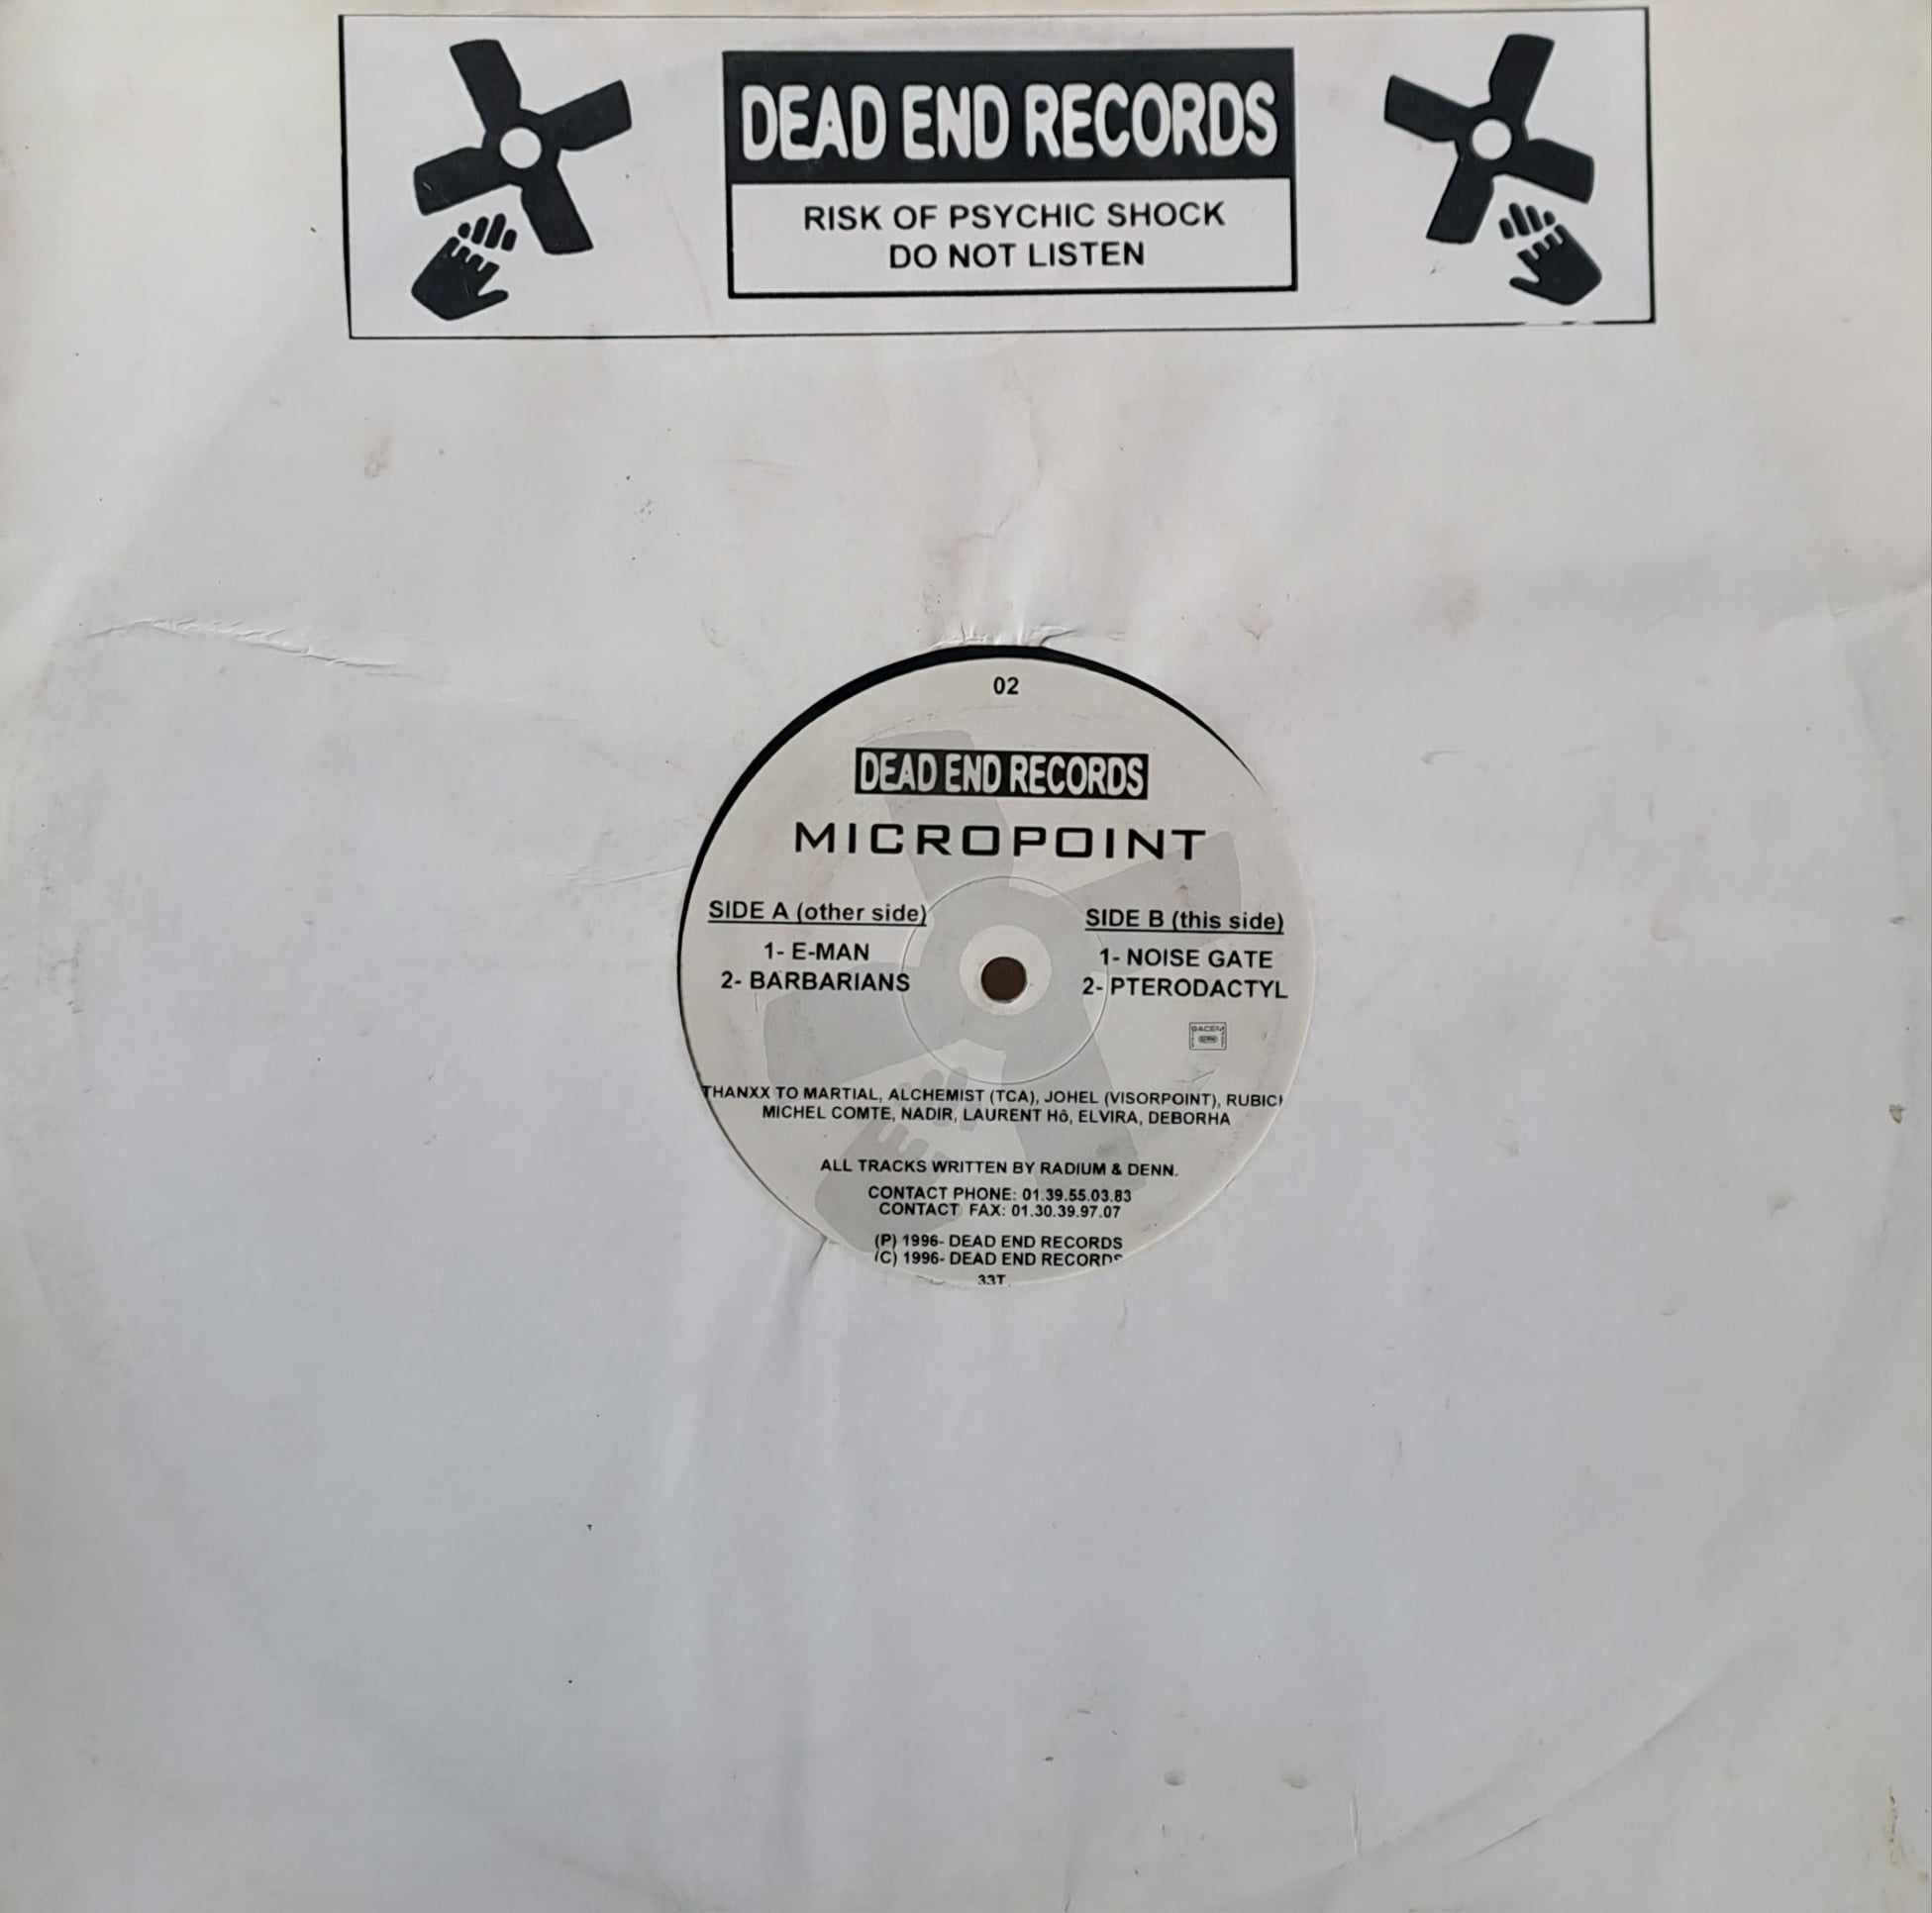 DEAD END RECORDS
RISK OF PSYCHIC SHOCK
DO NOT LISTEN
02
DEAD END RECORDS
MICROPOINT
SIDE A (other side)
1- E-MAN
2- BARBARIANS
SIDE B (this side)
1- NOISE GATE
2- PTERODACTYL
SACEM
THANXX TO MARTIAL, ALCHEMIST (TCA), JOHEL (VISORPOINT),
MICHEL COMTE, NADIR, LAURENT Hô, ELVIRA, DEBORHA
ALL TRACKS WRITTEN BY RADIUM & DENN.
CONTACT PHONE: 01.39.55.03.83
CONTACT FAX: 01.30.39.97.07
(P) 1996- DEAD END RECORDS
(C) 1996- DEAD END RECORDS
33T